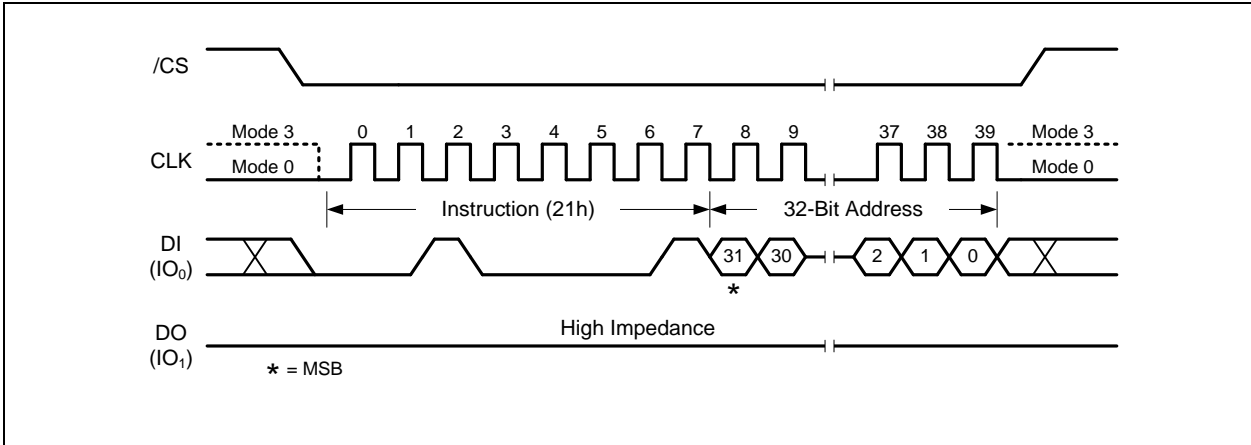 /CS
Mode 3 0 1 2 3 4 5 6 7 8 9 37 38 39 Mode 3
CLK
Mode 0 Mode 0
Instruction (21h) 32-Bit Address
DI
(IO₀)
31 30 2 1 0
*
High Impedance
DO
(IO₁)
* = MSB